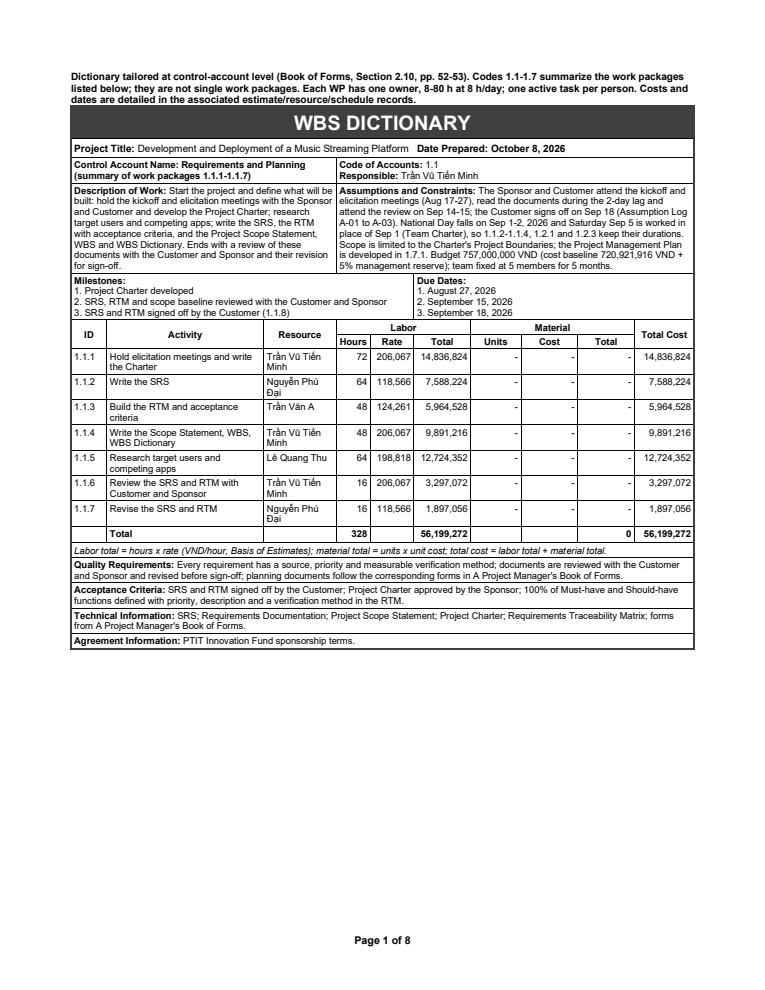 Dictionary tailored at control-account level (Book of Forms, Section 2.10, pp. 52-53). Codes 1.1-1.7 summarize the work packages
listed below; they are not single work packages. Each WP has one owner, 8-80 h at 8 h/day; one active task per person. Costs and
dates are detailed in the associated estimate/resource/schedule records.
WBS DICTIONARY
Project Title: Development and Deployment of a Music Streaming Platform Date Prepared: October 8, 2026
Control Account Name: Requirements and Planning
(summary of work packages 1.1.1-1.1.7)
Code of Accounts: 1.1
Responsible: Trần Vũ Tiến Minh
Description of Work: Start the project and define what will be
built: hold the kickoff and elicitation meetings with the Sponsor
and Customer and develop the Project Charter; research
target users and competing apps; write the SRS, the RTM
with acceptance criteria, and the Project Scope Statement,
WBS and WBS Dictionary. Ends with a review of these
documents with the Customer and Sponsor and their revision
for sign-off.
Assumptions and Constraints: The Sponsor and Customer attend the kickoff and
elicitation meetings (Aug 17-27), read the documents during the 2-day lag and
attend the review on Sep 14-15; the Customer signs off on Sep 18 (Assumption Log
A-01 to A-03). National Day falls on Sep 1-2, 2026 and Saturday Sep 5 is worked in
place of Sep 1 (Team Charter), so 1.1.2-1.1.4, 1.2.1 and 1.2.3 keep their durations.
Scope is limited to the Charter's Project Boundaries; the Project Management Plan
is developed in 1.7.1. Budget 757,000,000 VND (cost baseline 720,921,916 VND +
5% management reserve); team fixed at 5 members for 5 months.
Milestones:
1. Project Charter developed
2. SRS, RTM and scope baseline reviewed with the Customer and Sponsor
3. SRS and RTM signed off by the Customer (1.1.8)
Due Dates:
1. August 27, 2026
2. September 15, 2026
3. September 18, 2026
ID Activity Resource Labor Material Total Cost
Hours Rate Total Units Cost Total
1.1.1 Hold elicitation meetings and write Trần Vũ Tiến 72 206,067 14,836,824 - - - 14,836,824
the Charter Minh
1.1.2 Write the SRS Nguyễn Phú 64 118,566 7,588,224 - - - 7,588,224
Đại
1.1.3 Build the RTM and acceptance Trần Văn A 48 124,261 5,964,528 - - - 5,964,528
criteria
1.1.4 Write the Scope Statement, WBS, Trần Vũ Tiến 48 206,067 9,891,216 - - - 9,891,216
WBS Dictionary Minh
1.1.5 Research target users and Lê Quang Thu 64 198,818 12,724,352 - - - 12,724,352
competing apps
1.1.6 Review the SRS and RTM with Trần Vũ Tiến 16 206,067 3,297,072 - - - 3,297,072
Customer and Sponsor Minh
1.1.7 Revise the SRS and RTM Nguyễn Phú 16 118,566 1,897,056 - - - 1,897,056
Đại
Total 328 56,199,272 0 56,199,272
Labor total = hours x rate (VND/hour, Basis of Estimates); material total = units x unit cost; total cost = labor total + material total.
Quality Requirements: Every requirement has a source, priority and measurable verification method; documents are reviewed with the Customer
and Sponsor and revised before sign-off; planning documents follow the corresponding forms in A Project Manager's Book of Forms.
Acceptance Criteria: SRS and RTM signed off by the Customer; Project Charter approved by the Sponsor; 100% of Must-have and Should-have
functions defined with priority, description and a verification method in the RTM.
Technical Information: SRS; Requirements Documentation; Project Scope Statement; Project Charter; Requirements Traceability Matrix; forms
from A Project Manager's Book of Forms.
Agreement Information: PTIT Innovation Fund sponsorship terms.
Page 1 of 8